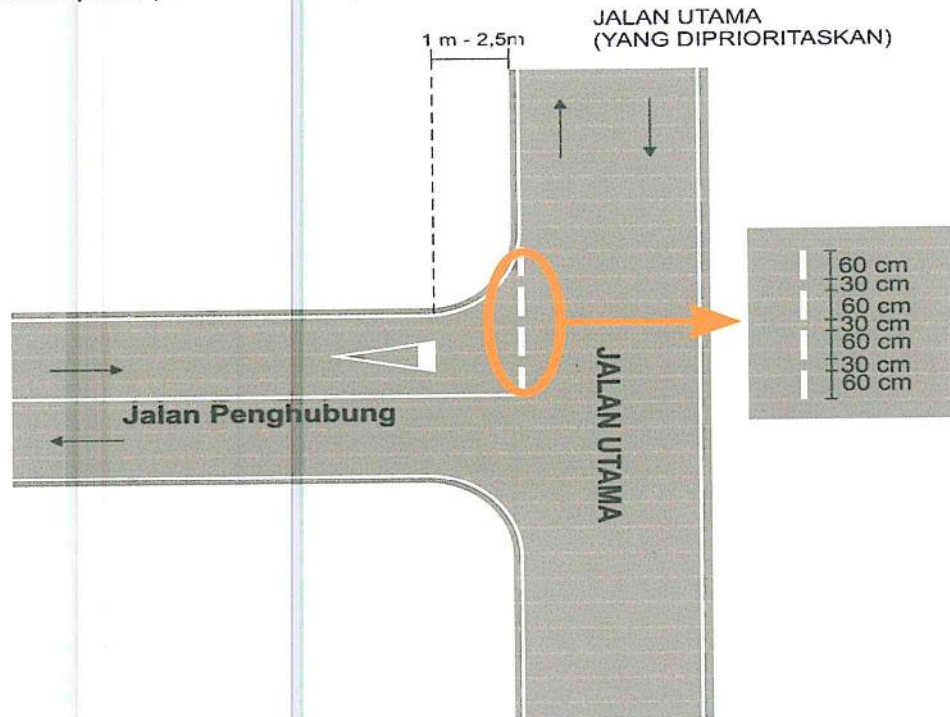 JALAN UTAMA
(YANG DIPRIORITASKAN)
1 m - 2,5m
60 cm
30 cm
60 cm
30 cm
60 cm
30 cm
60 cm
JALAN UTAMA
Jalan Penghubung